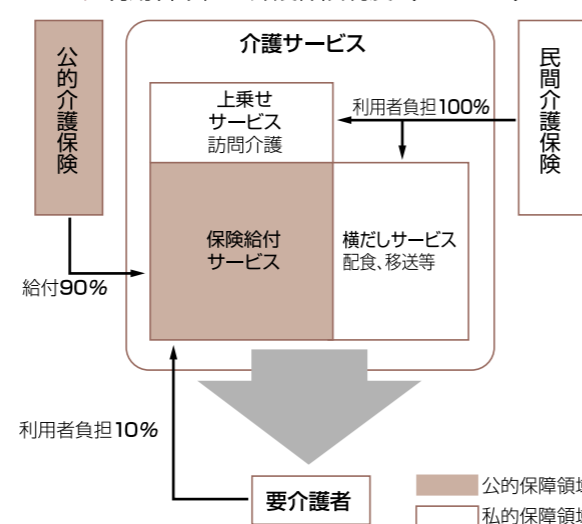 介護サービス
公的介護保険
民間介護保険
上乗せ
サービス
訪問介護
利用者負担100%
保険給付
サービス
横だしサービス
配食、移送等
給付90%
利用者負担10%
要介護者
公的保障領域
私的保障領域